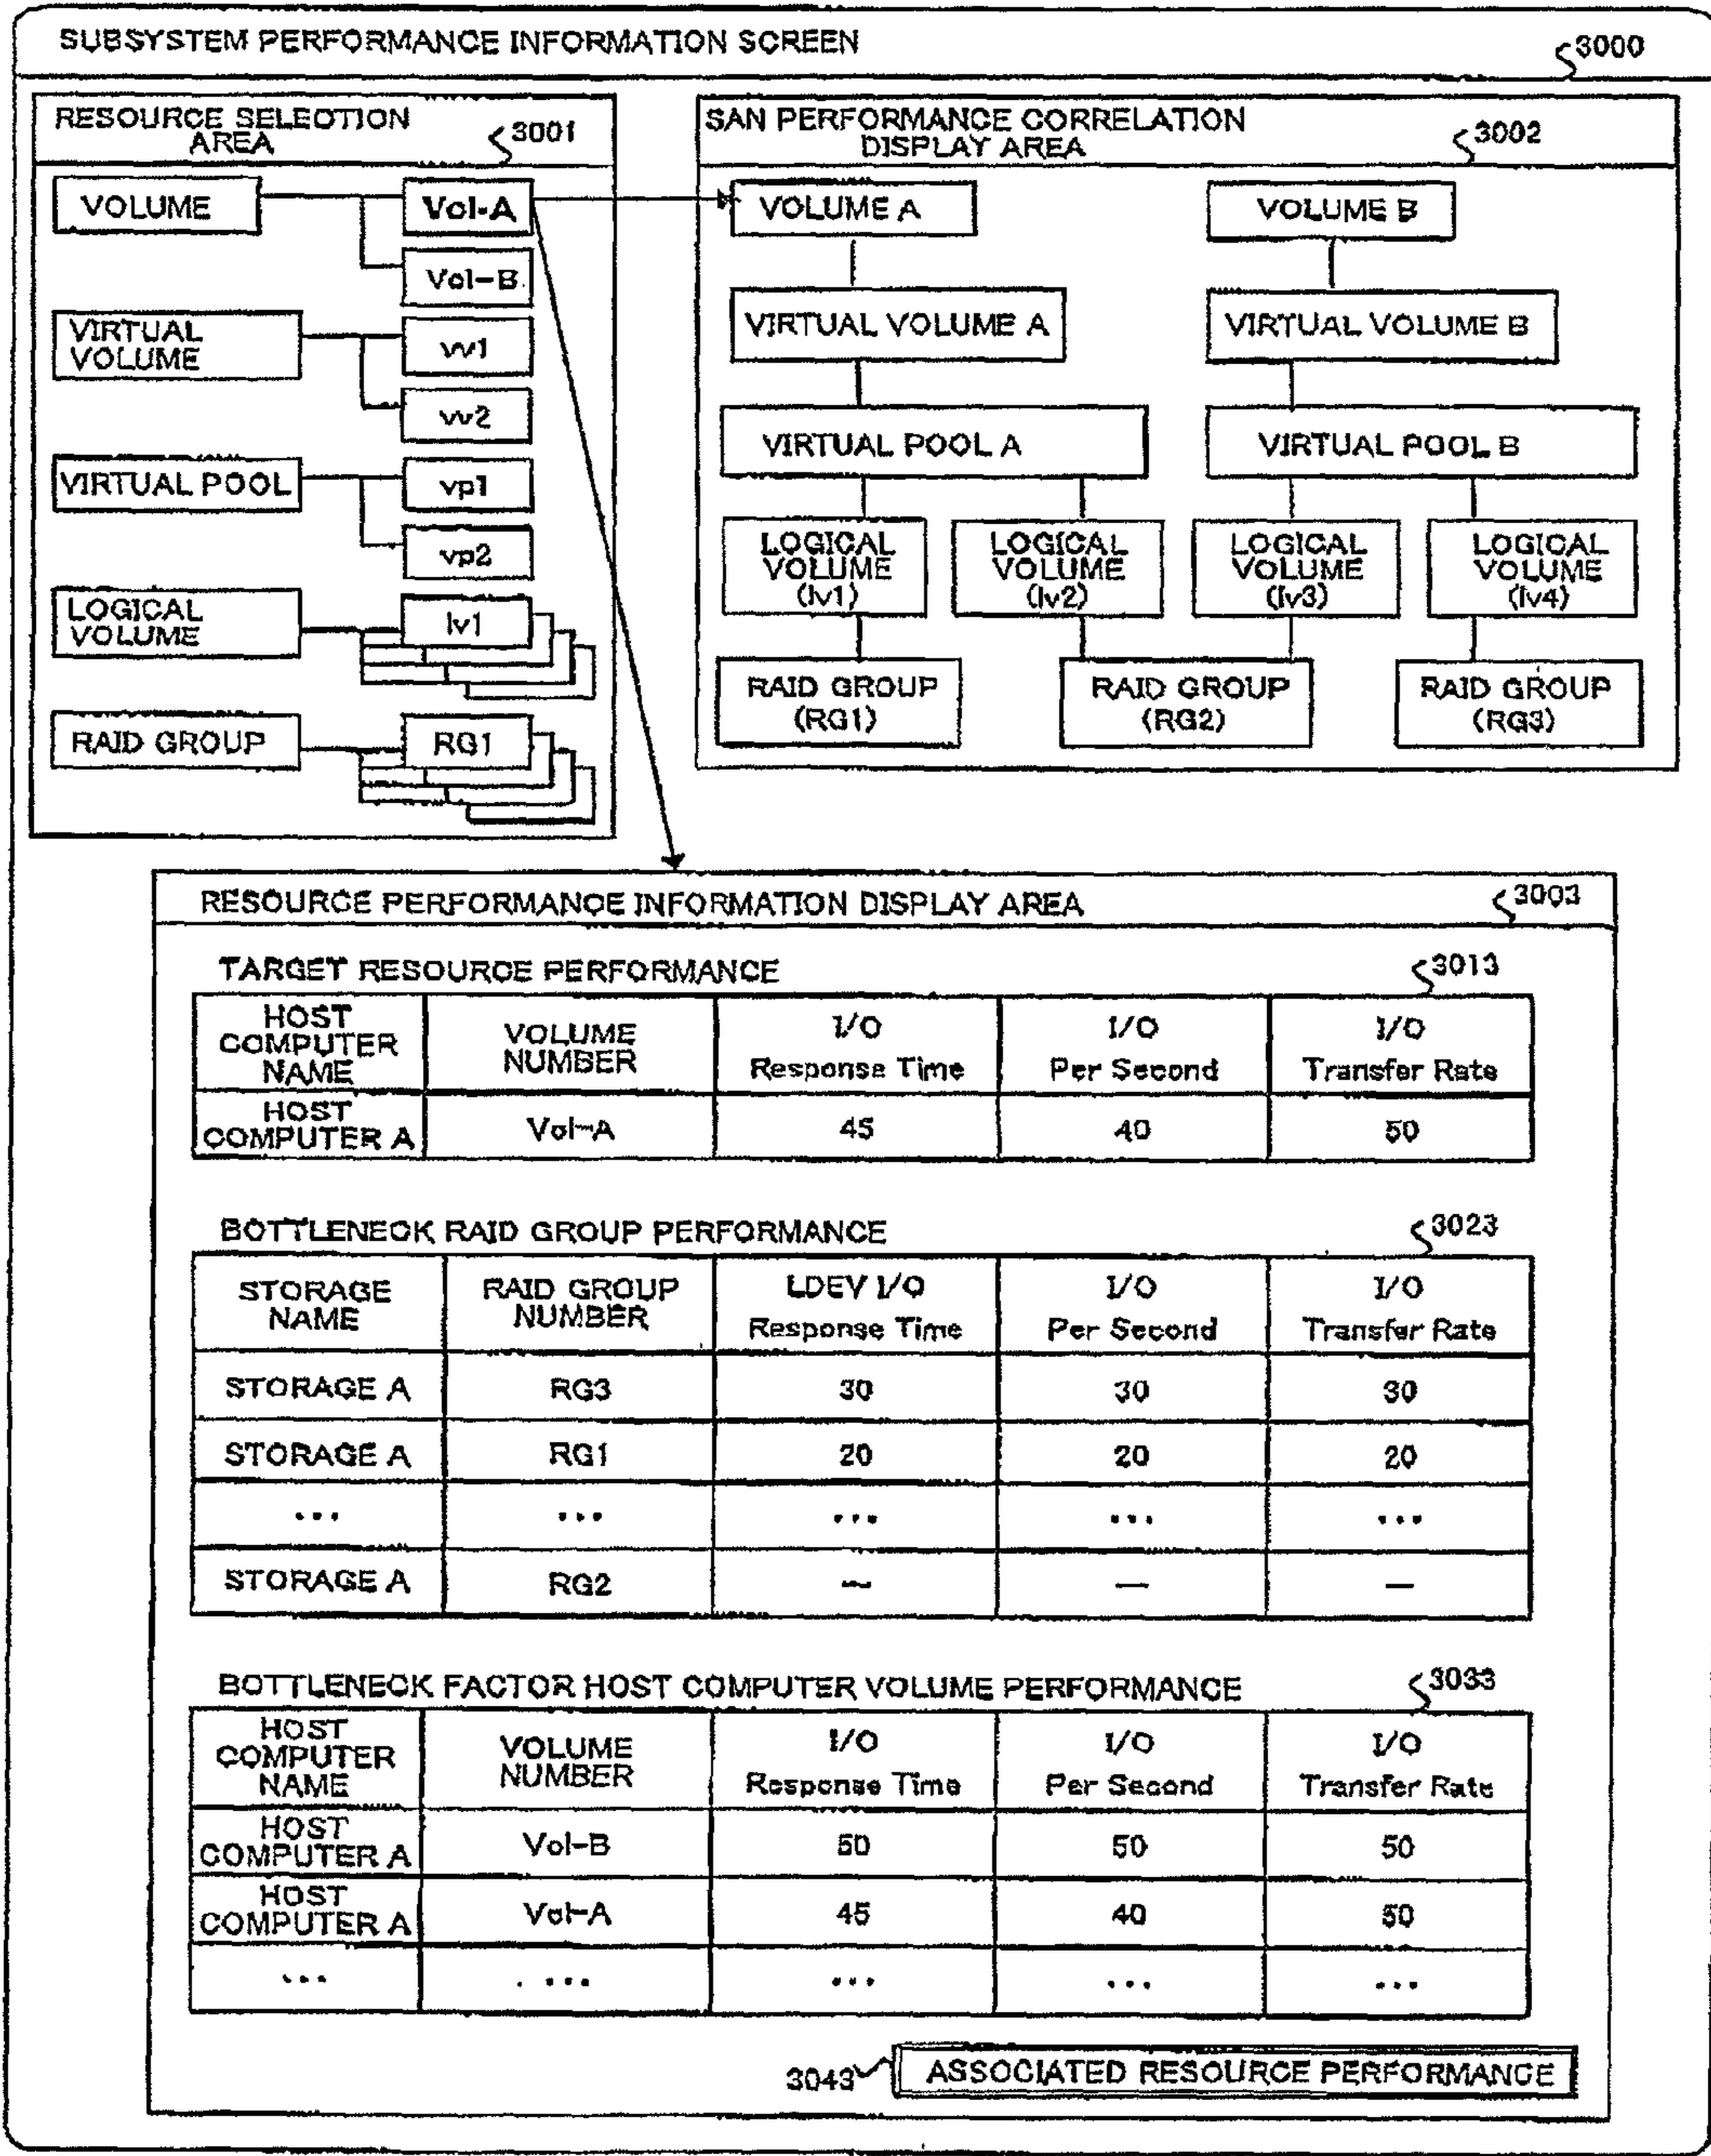 SUBSYSTEM PERFORMANCE INFORMATION SCREEN
3000
RESOURCE SELECTION
AREA
3001
VOLUME
Vol-A
Vol-B
VIRTUAL
VOLUME
vv1
vv2
VIRTUAL POOL
vp1
vp2
LOGICAL
VOLUME
lv1
RAID GROUP
RG1
SAN PERFORMANCE CORRELATION
DISPLAY AREA
3002
VOLUME A
VOLUME B
VIRTUAL VOLUME A
VIRTUAL VOLUME B
VIRTUAL POOL A
VIRTUAL POOL B
LOGICAL
VOLUME
(lv1)
LOGICAL
VOLUME
(lv2)
LOGICAL
VOLUME
(lv3)
LOGICAL
VOLUME
(lv4)
RAID GROUP
(RG1)
RAID GROUP
(RG2)
RAID GROUP
(RG3)
RESOURCE PERFORMANCE INFORMATION DISPLAY AREA
3003
TARGET RESOURCE PERFORMANCE
3013
HOST
COMPUTER
NAME
VOLUME
NUMBER
I/O
Response Time
I/O
Per Second
I/O
Transfer Rate
HOST
COMPUTER A
Vol-A
45
40
50
BOTTLENECK RAID GROUP PERFORMANCE
3023
STORAGE
NAME
RAID GROUP
NUMBER
LDEV I/O
Response Time
I/O
Per Second
I/O
Transfer Rate
STORAGE A
RG3
30
30
30
STORAGE A
RG1
20
20
20
...
...
...
...
...
STORAGE A
RG2
—
—
—
BOTTLENECK FACTOR HOST COMPUTER VOLUME PERFORMANCE
3033
HOST
COMPUTER
NAME
VOLUME
NUMBER
I/O
Response Time
I/O
Per Second
I/O
Transfer Rate
HOST
COMPUTER A
Vol-B
50
50
50
HOST
COMPUTER A
Vol-A
45
40
50
...
...
...
...
...
3043
ASSOCIATED RESOURCE PERFORMANCE